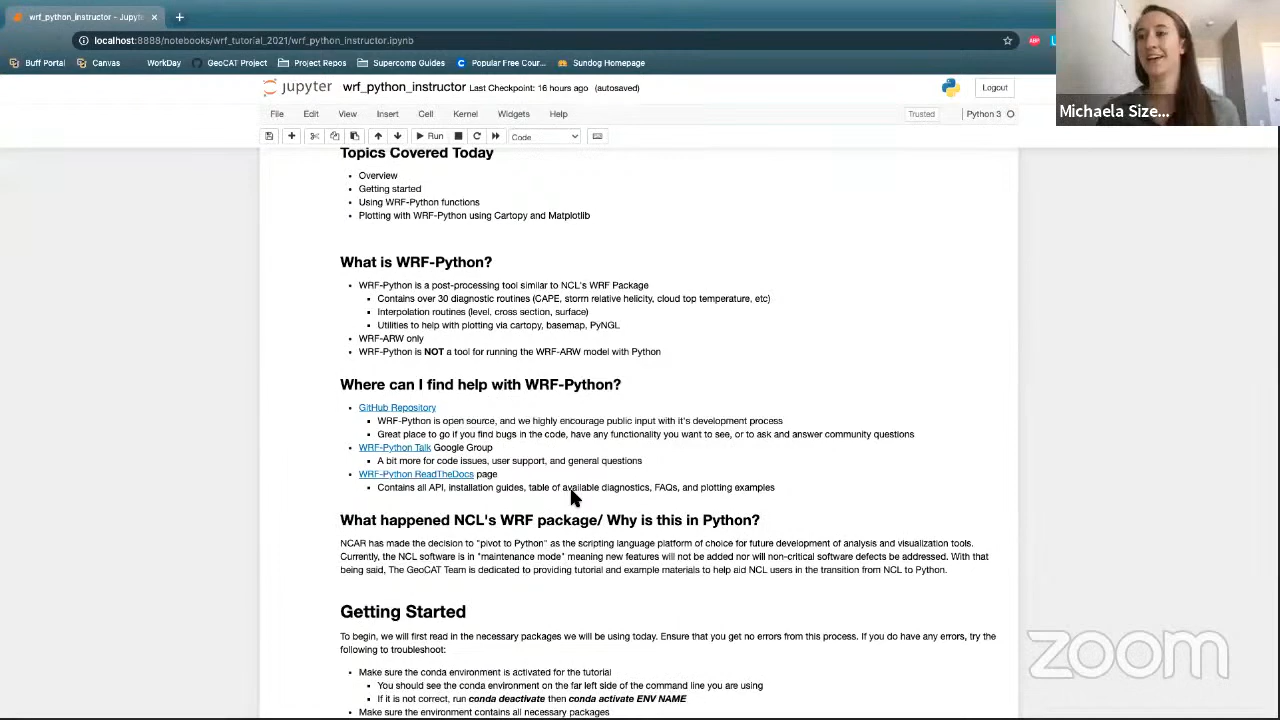 wrf_python_instructor - Jupyte
localhost:8888/notebooks/wrf_tutorial_2021/wrf_python_instructor.ipynb
Buff Portal Canvas WorkDay GeoCAT Project Project Repos Supercomp Guides Popular Free Cour... Sundog Homepage
jupyter wrf_python_instructor Last Checkpoint: 16 hours ago (autosaved)
Logout
Michaela Size...
File Edit View Insert Cell Kernel Widgets Help
Trusted
Python 3
Run
Code
Topics Covered Today
Overview
Getting started
Using WRF-Python functions
Plotting with WRF-Python using Cartopy and Matplotlib
What is WRF-Python?
WRF-Python is a post-processing tool similar to NCL's WRF Package
Contains over 30 diagnostic routines (CAPE, storm relative helicity, cloud top temperature, etc)
Interpolation routines (level, cross section, surface)
Utilities to help with plotting via cartopy, basemap, PyNGL
WRF-ARW only
WRF-Python is NOT a tool for running the WRF-ARW model with Python
Where can I find help with WRF-Python?
GitHub Repository
WRF-Python is open source, and we highly encourage public input with it's development process
Great place to go if you find bugs in the code, have any functionality you want to see, or to ask and answer community questions
WRF-Python Talk Google Group
A bit more for code issues, user support, and general questions
WRF-Python ReadTheDocs page
Contains all API, installation guides, table of available diagnostics, FAQs, and plotting examples
What happened NCL's WRF package/ Why is this in Python?
NCAR has made the decision to "pivot to Python" as the scripting language platform of choice for future development of analysis and visualization tools.
Currently, the NCL software is in "maintenance mode" meaning new features will not be added nor will non-critical software defects be addressed. With that
being said, The GeoCAT Team is dedicated to providing tutorial and example materials to help aid NCL users in the transition from NCL to Python.
Getting Started
To begin, we will first read in the necessary packages we will be using today. Ensure that you get no errors from this process. If you do have any errors, try the
following to troubleshoot:
Make sure the conda environment is activated for the tutorial
You should see the conda environment on the far left side of the command line you are using
If it is not correct, run conda deactivate then conda activate ENV NAME
Make sure the environment contains all necessary packages
zoom